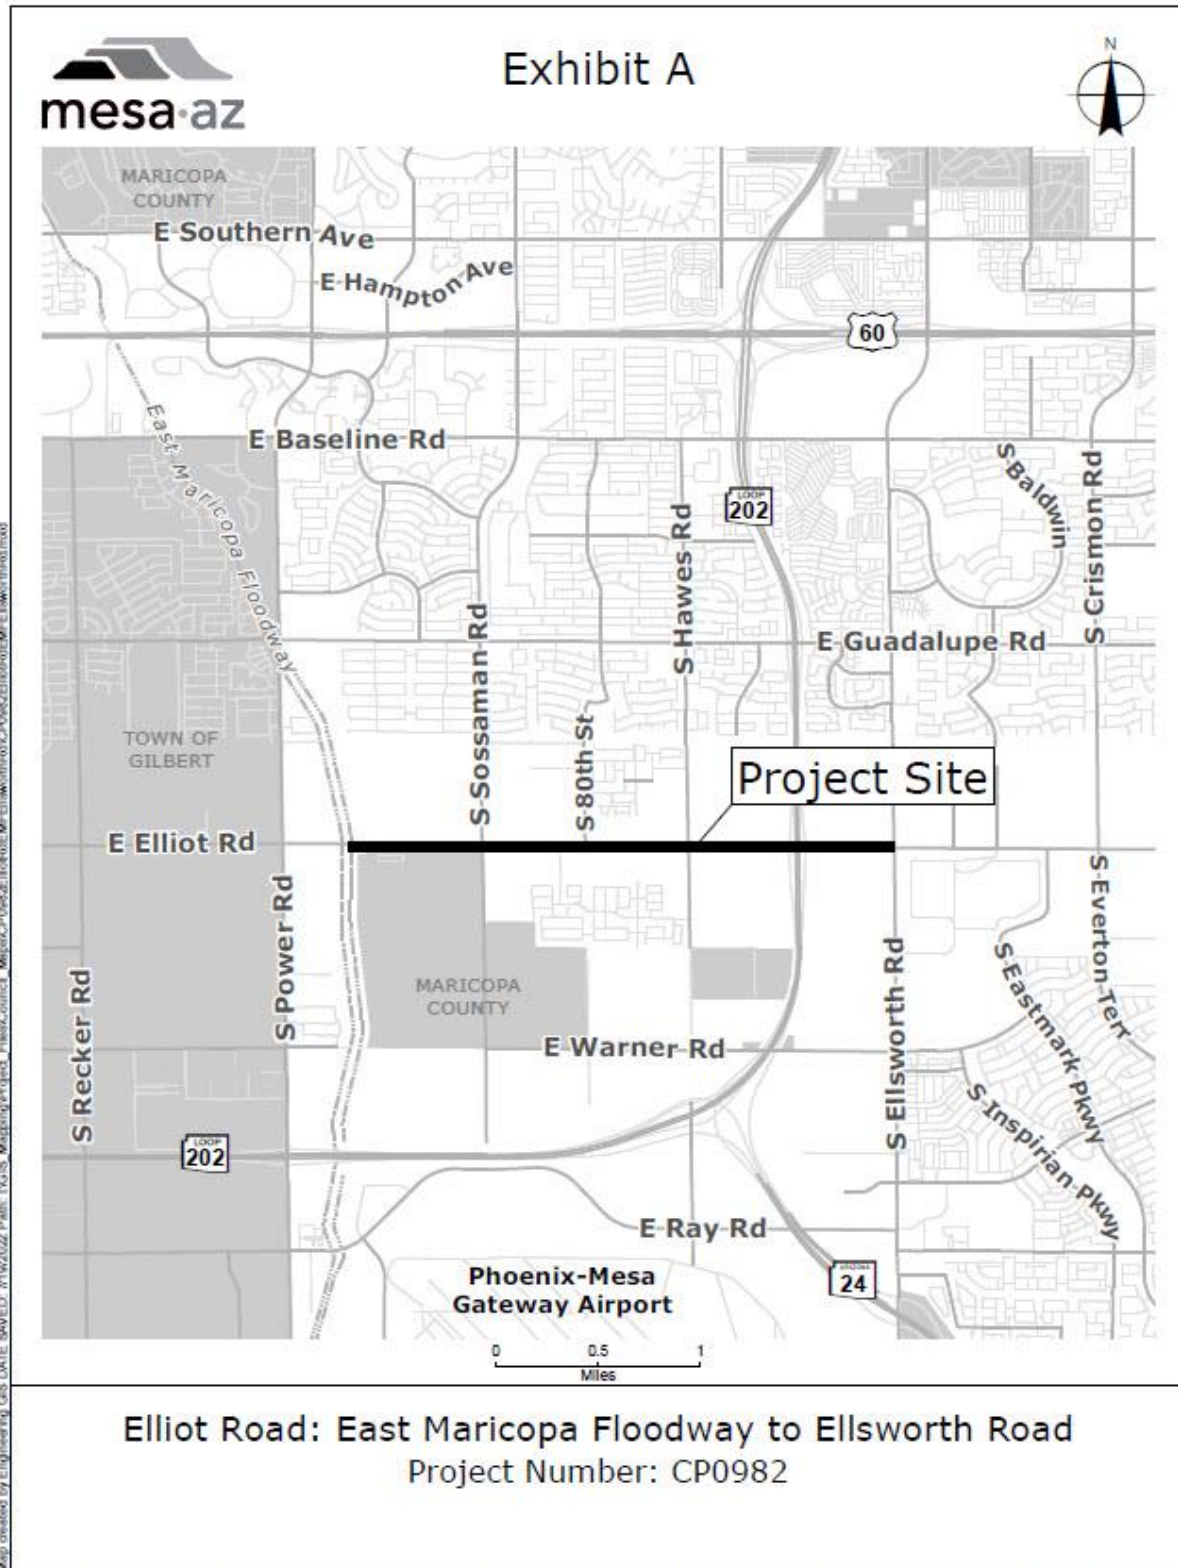 Exhibit A
N
mesa·az
MARICOPA
COUNTY
E Southern Ave
E Hampton Ave
60
East Maricopa Floodway
E Baseline Rd
S Baldwin
S Crismon Rd
LOOP
202
S Hawes Rd
E Guadalupe Rd
S Sossaman Rd
S 80th St
TOWN OF
GILBERT
Project Site
E Elliot Rd
S Power Rd
S Recker Rd
MARICOPA
COUNTY
E Warner Rd
S Ellsworth Rd
S Everton Terr
S Eastmark Pkwy
S Inspirian Pkwy
LOOP
202
E Ray Rd
Phoenix-Mesa
Gateway Airport
ARIZONA
24
0 0.5 1
Miles
Elliot Road: East Maricopa Floodway to Ellsworth Road
Project Number: CP0982